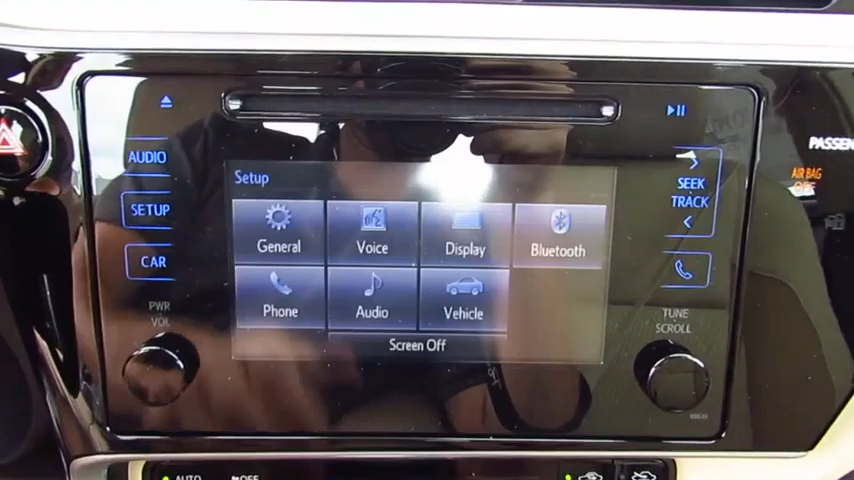 AUDIO
SETUP
CAR
PWR
VOL
Setup
General
Voice
Display
Bluetooth
Phone
Audio
Vehicle
Screen Off
SEEK
TRACK
TUNE
SCROLL
PASSEN
AIR BAG
OFF
AUTO
OFF